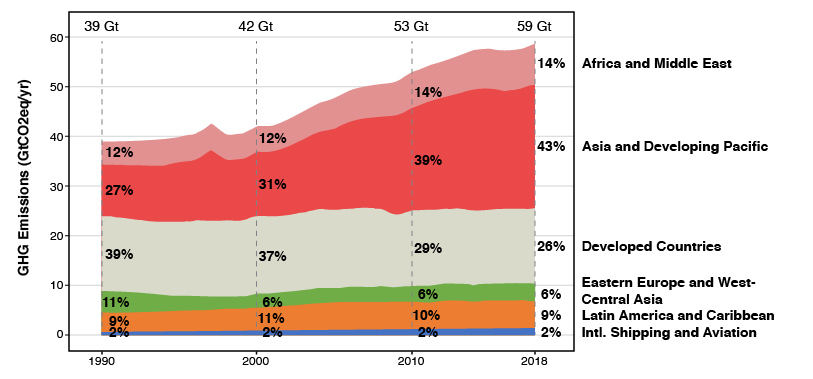 39 Gt 42 Gt 53 Gt 59 Gt
GHG Emissions (GtCO2eq/yr)
60
50
40
30
20
10
0
12% 12% 14% 14% Africa and Middle East
27% 31% 39% 43% Asia and Developing Pacific
39% 37% 29% 26% Developed Countries
11% 6% 6% 6% Eastern Europe and West-
Central Asia
9% 11% 10% 9% Latin America and Caribbean
2% 2% 2% 2% Intl. Shipping and Aviation
1990 2000 2010 2018